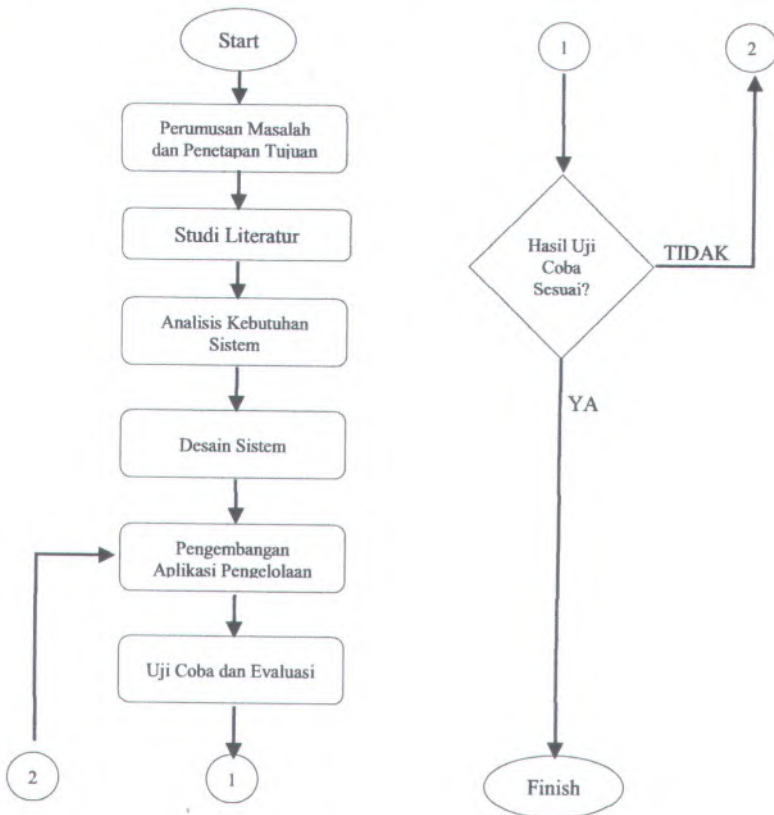 Start
Perumusan Masalah
dan Penetapan Tujuan
Studi Literatur
Analisis Kebutuhan
Sistem
Desain Sistem
Pengembangan
Aplikasi Pengelolaan
Uji Coba dan Evaluasi
2
1
1
2
Hasil Uji
Coba
Sesuai?
TIDAK
YA
Finish